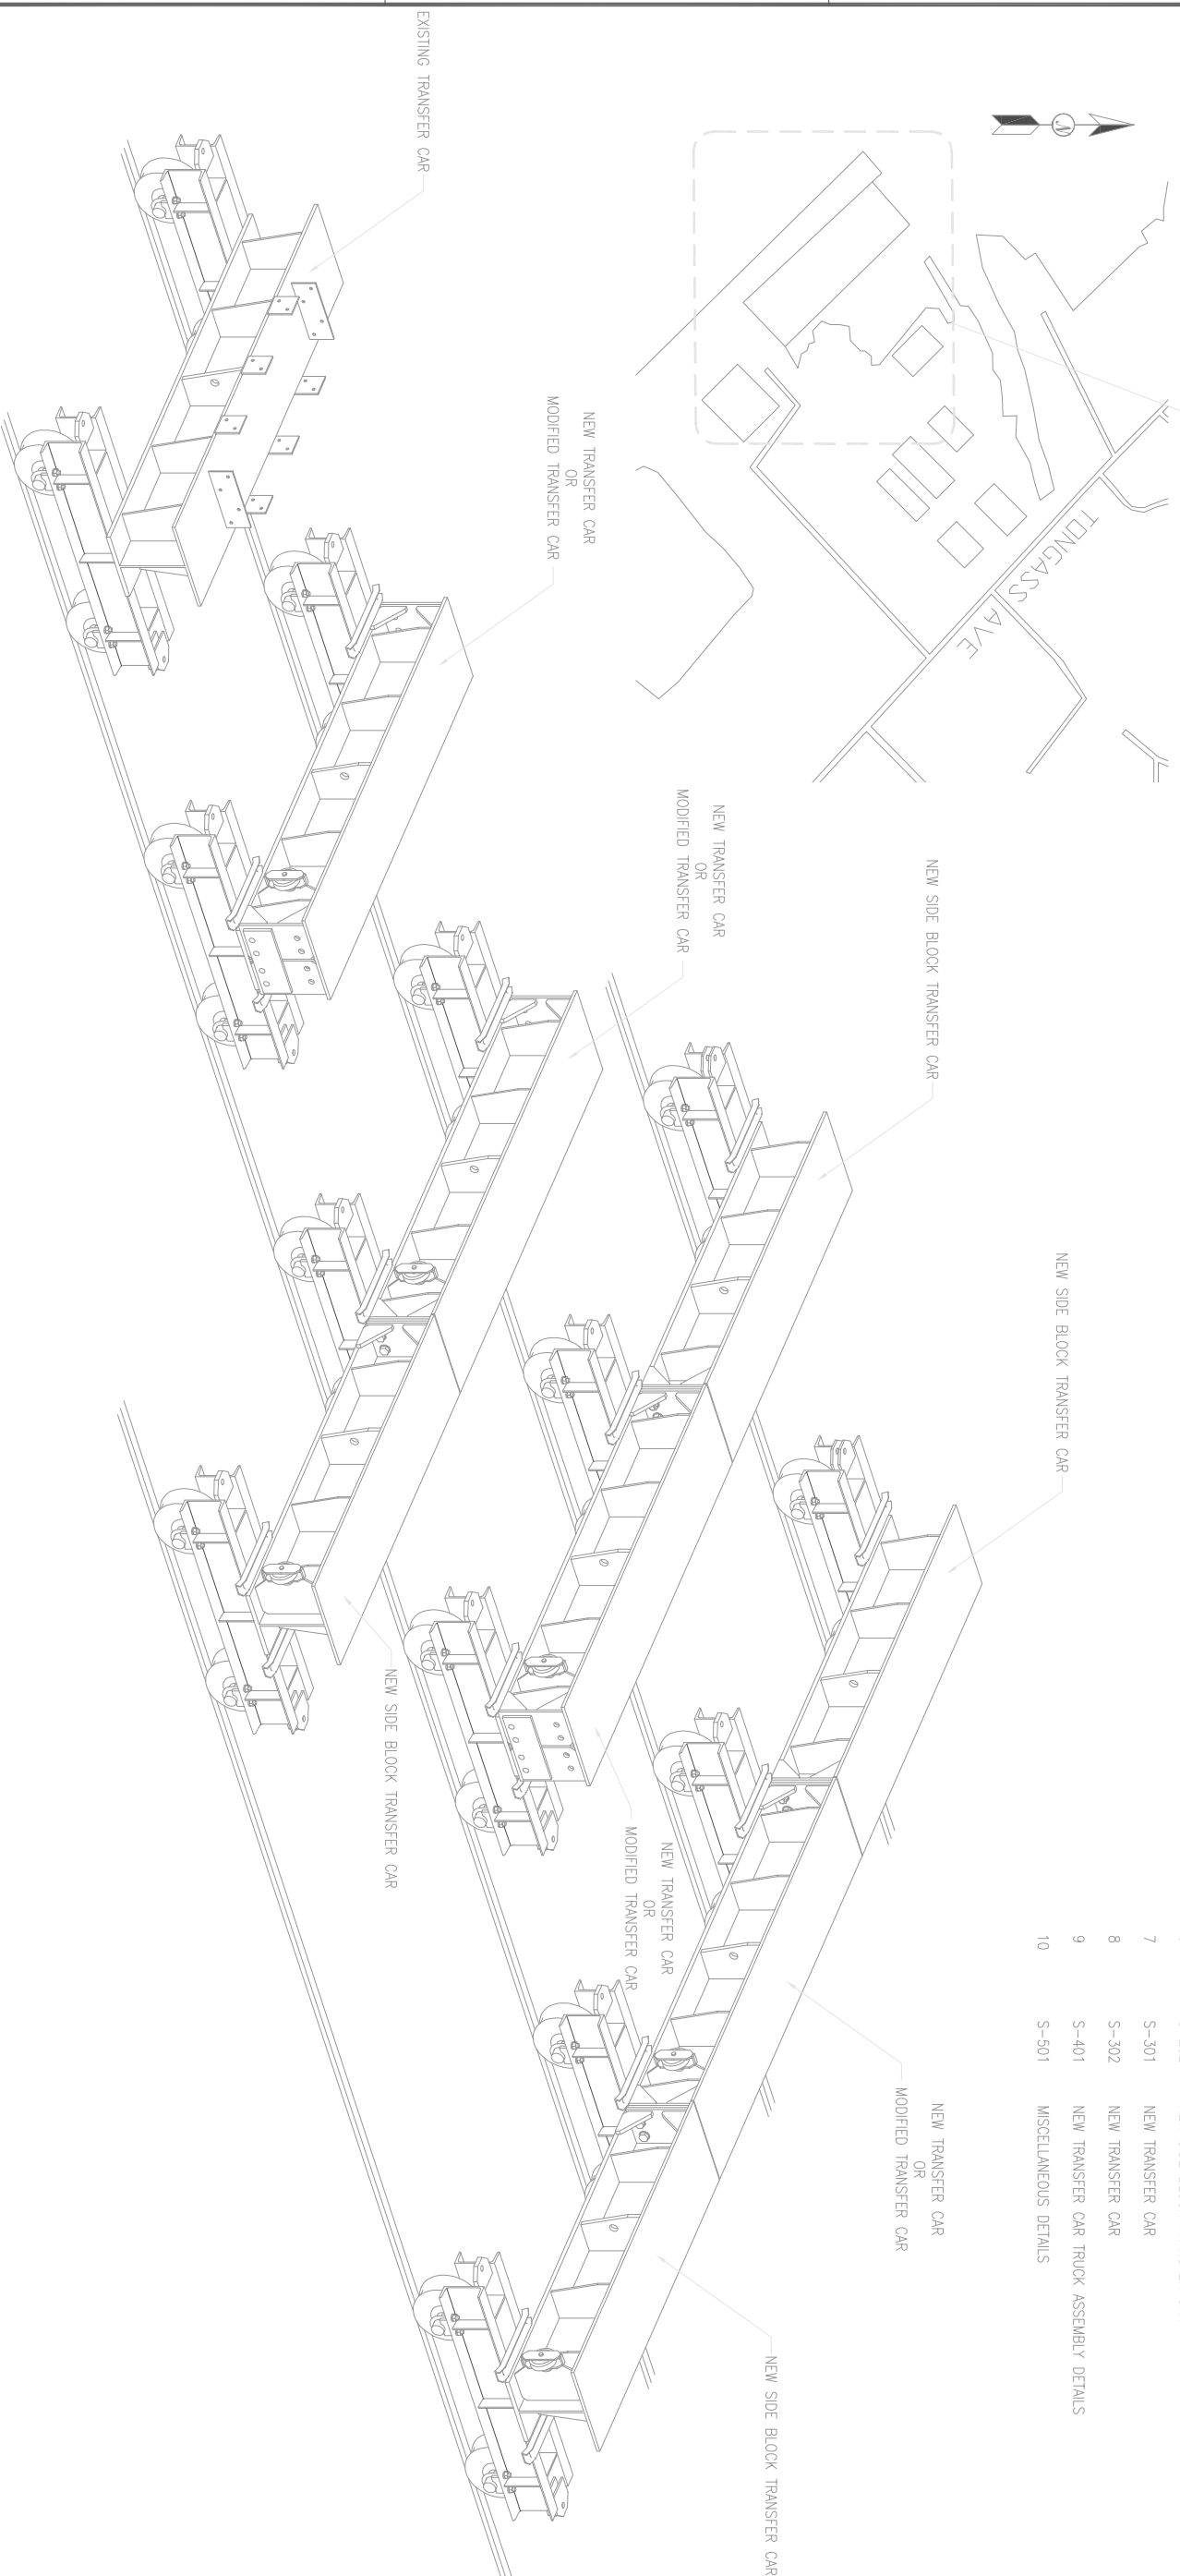 N
TONGASS AVE
7 S-301 NEW TRANSFER CAR
8 S-302 NEW TRANSFER CAR
9 S-401 NEW TRANSFER CAR TRUCK ASSEMBLY DETAILS
10 S-501 MISCELLANEOUS DETAILS
NEW SIDE BLOCK TRANSFER CAR
NEW SIDE BLOCK TRANSFER CAR
NEW TRANSFER CAR
OR
MODIFIED TRANSFER CAR
NEW TRANSFER CAR
OR
MODIFIED TRANSFER CAR
NEW SIDE BLOCK TRANSFER CAR
NEW TRANSFER CAR
OR
MODIFIED TRANSFER CAR
NEW TRANSFER CAR
OR
MODIFIED TRANSFER CAR
EXISTING TRANSFER CAR
NEW SIDE BLOCK TRANSFER CAR